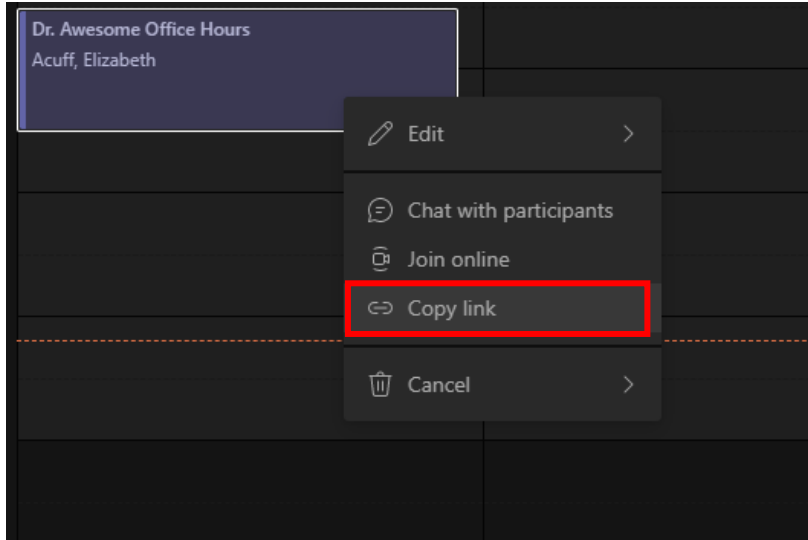 Dr. Awesome Office Hours
Acuff, Elizabeth
Edit
Chat with participants
Join online
Copy link
Cancel